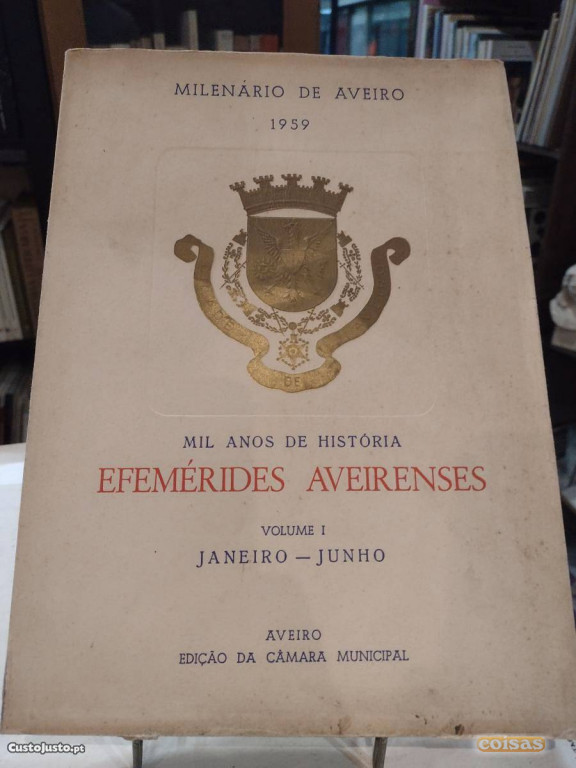 MILENÁRIO DE AVEIRO
1959
DE
MIL ANOS DE HISTÓRIA
EFEMÉRIDES AVEIRENSES
VOLUME I
JANEIRO — JUNHO
AVEIRO
EDIÇÃO DA CÂMARA MUNICIPAL
CustoJusto.pt
coisas